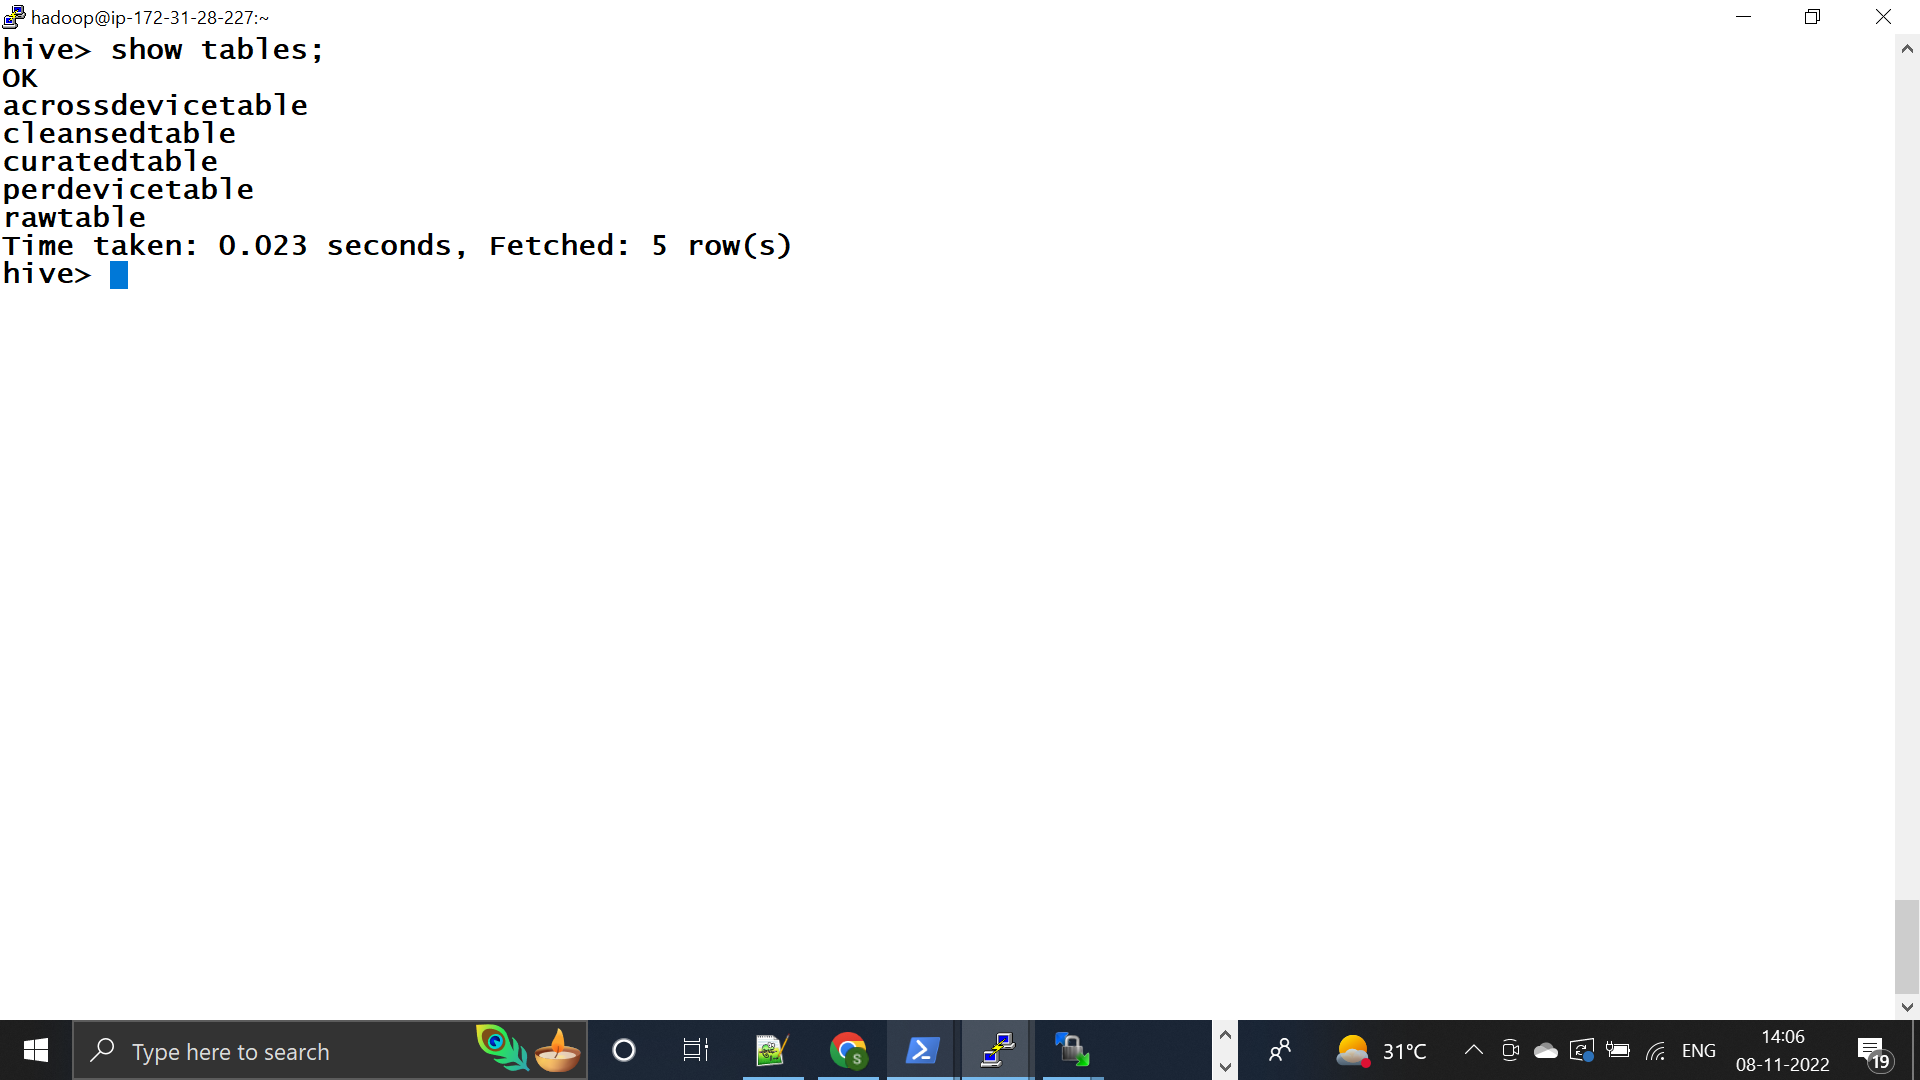 hadoop@ip-172-31-28-227:~
hive> show tables;
OK
acrossdevicetable
cleansedtable
curatedtable
perdevicetable
rawtable
Time taken: 0.023 seconds, Fetched: 5 row(s)
hive>
Type here to search
S
31°C
ENG
14:06
08-11-2022
19